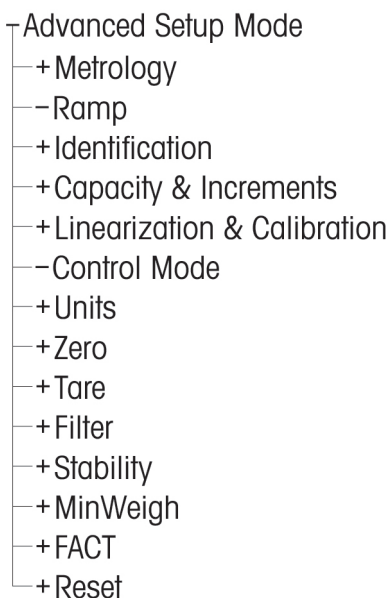 −Advanced Setup Mode
+Metrology
−Ramp
+Identification
+Capacity & Increments
+Linearization & Calibration
−Control Mode
+Units
+Zero
+Tare
+Filter
+Stability
+MinWeigh
+FACT
+Reset